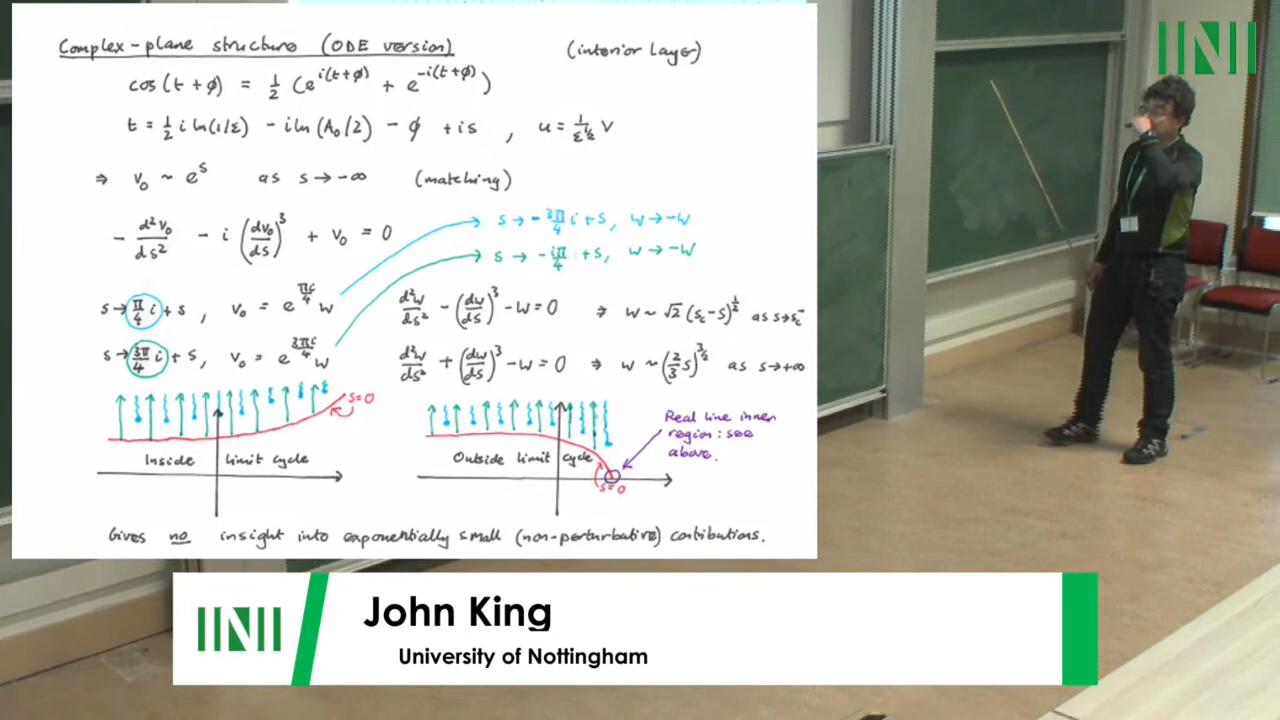 Complex-plane structure (ODE version) (interior layer)
cos(t+ϕ) = 1/2 (e^{i(t+ϕ)} + e^{-i(t+ϕ)})
t = 1/2 i ln(1/ε) - i ln(A₀/2) - ϕ + is , u = 1/ε^{1/2} v
⇒ v₀ ~ e^s as s → -∞ (matching)
s → -3π/4 i + s, w → -w
- d²v₀/ds² - i (dv₀/ds)³ + v₀ = 0
s → -iπ/4 + s, w → -w
s → π/4 i + s , v₀ = e^{πi/4} w
d²w/ds² - (dw/ds)³ - w = 0 ⇒ w ~ √2 (s_c - s)^{1/2} as s → s_c⁻
s → 3π/4 i + s , v₀ = e^{3πi/4} w
d²w/ds² + (dw/ds)³ - w = 0 ⇒ w ~ (2/3 s)^{3/2} as s → +∞
s=0
Real line inner
region: see
above.
Inside limit cycle
Outside limit cycle
s=0
Gives no insight into exponentially small (non-perturbative) contributions.
INI
INI
John King
University of Nottingham